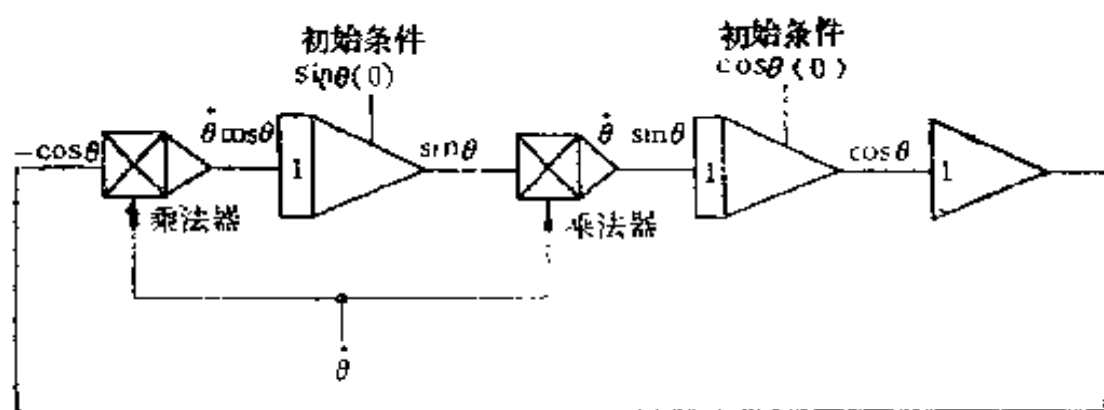 初始条件
sinθ(0)
初始条件
cosθ(0)
-cosθ
θ̇ cosθ
1
sinθ
θ̇ sinθ
1
cosθ
1
乘法器
乘法器
θ̇